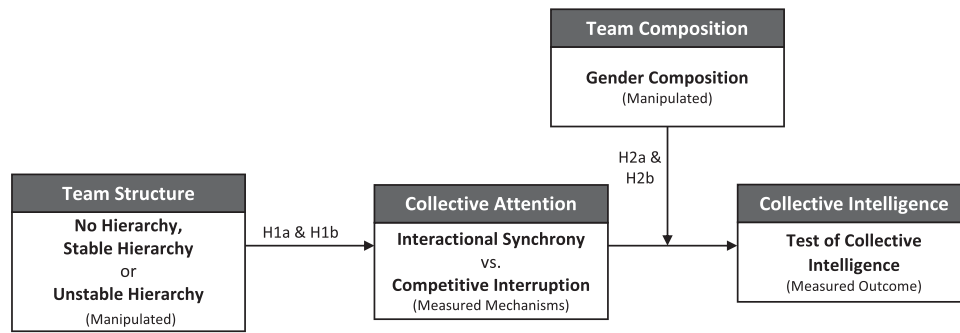 Team Composition
Gender Composition
(Manipulated)
H2a &
H2b
Team Structure
No Hierarchy,
Stable Hierarchy
or
Unstable Hierarchy
(Manipulated)
H1a & H1b
Collective Attention
Interactional Synchrony
vs.
Competitive Interruption
(Measured Mechanisms)
Collective Intelligence
Test of Collective
Intelligence
(Measured Outcome)